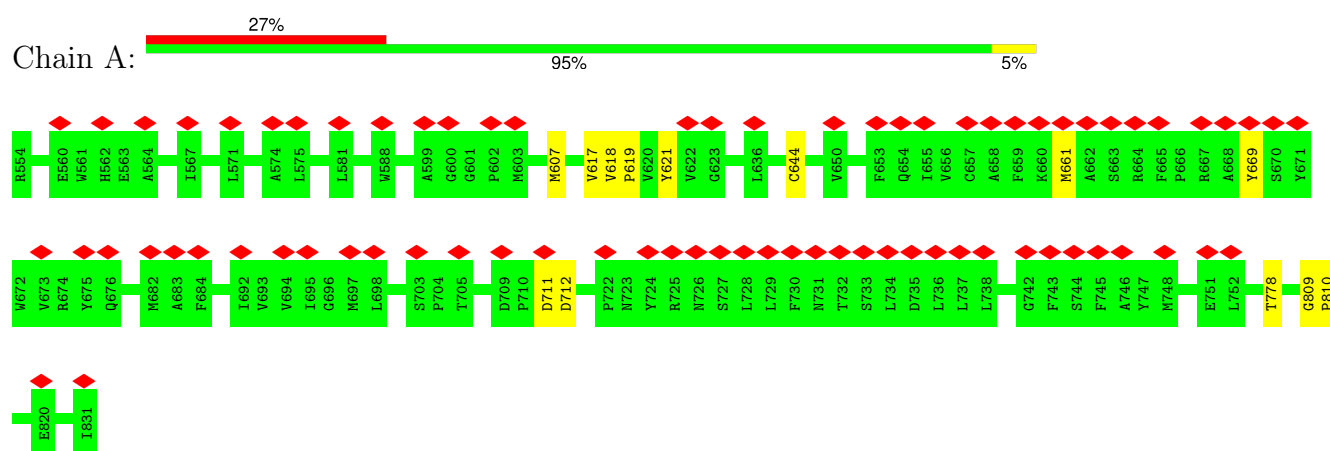 27%
Chain A:
95% 5%
R554 E560 W561 H562 E563 A564 I567 L571 A574 L575 L581 W588 A599 G600 G601 P602 M603 M607 V617 V618 P619 V620 Y621 V622 G623 L636 C644 V650 F653 Q654 I655 V656 C657 A658 F659 K660 M661 A662 S663 R664 F665 P666 R667 A668 Y669 S670 Y671
W672 V673 R674 Y675 Q676 M682 A683 F684 I692 V693 V694 I695 G696 M697 L698 S703 P704 T705 D709 P710 D711 D712 P722 N723 Y724 R725 N726 S727 L728 L729 F730 N731 T732 S733 L734 D735 L736 L737 L738 G742 F743 S744 F745 A746 Y747 M748 E751 L752 T778 G809 P810
E820 I831